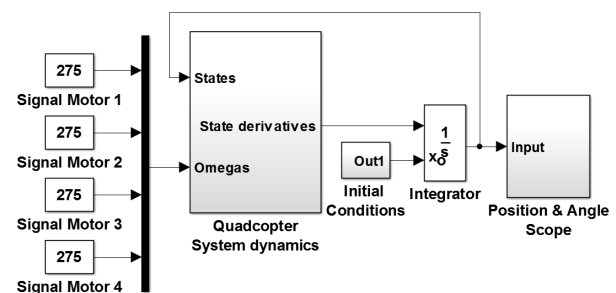 275
Signal Motor 1
275
Signal Motor 2
275
Signal Motor 3
275
Signal Motor 4
States
State derivatives
Omegas
Quadcopter
System dynamics
Out1
Initial
Conditions
1
s
xo
Integrator
Input
Position & Angle
Scope